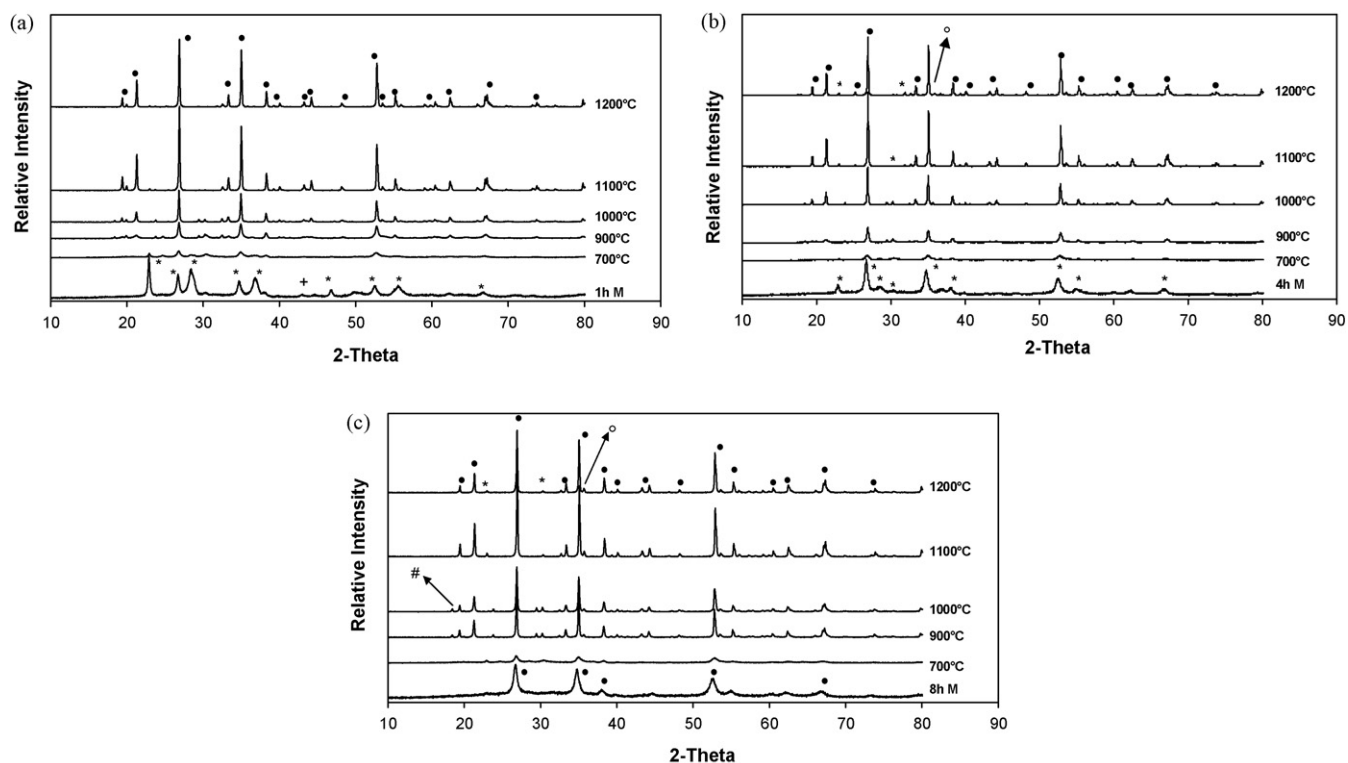 (a)
Relative Intensity
1200°C
1100°C
1000°C
900°C
700°C
* * * * * + * * * *
1h M
10 20 30 40 50 60 70 80 90
2-Theta
(b)
Relative Intensity
* *
1200°C
*
1100°C
1000°C
900°C
700°C
* * * * * * * *
4h M
10 20 30 40 50 60 70 80 90
2-Theta
(c)
Relative Intensity
* *
1200°C
1100°C
#
1000°C
900°C
700°C
8h M
10 20 30 40 50 60 70 80 90
2-Theta